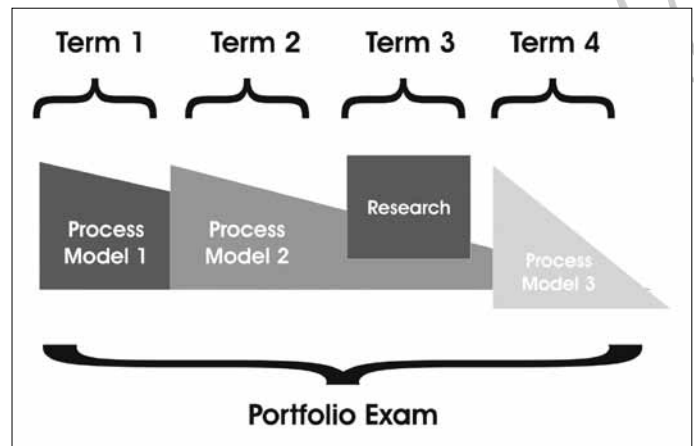 Term 1 Term 2 Term 3 Term 4
Process
Model 1
Process
Model 2
Research
Process
Model 3
Portfolio Exam